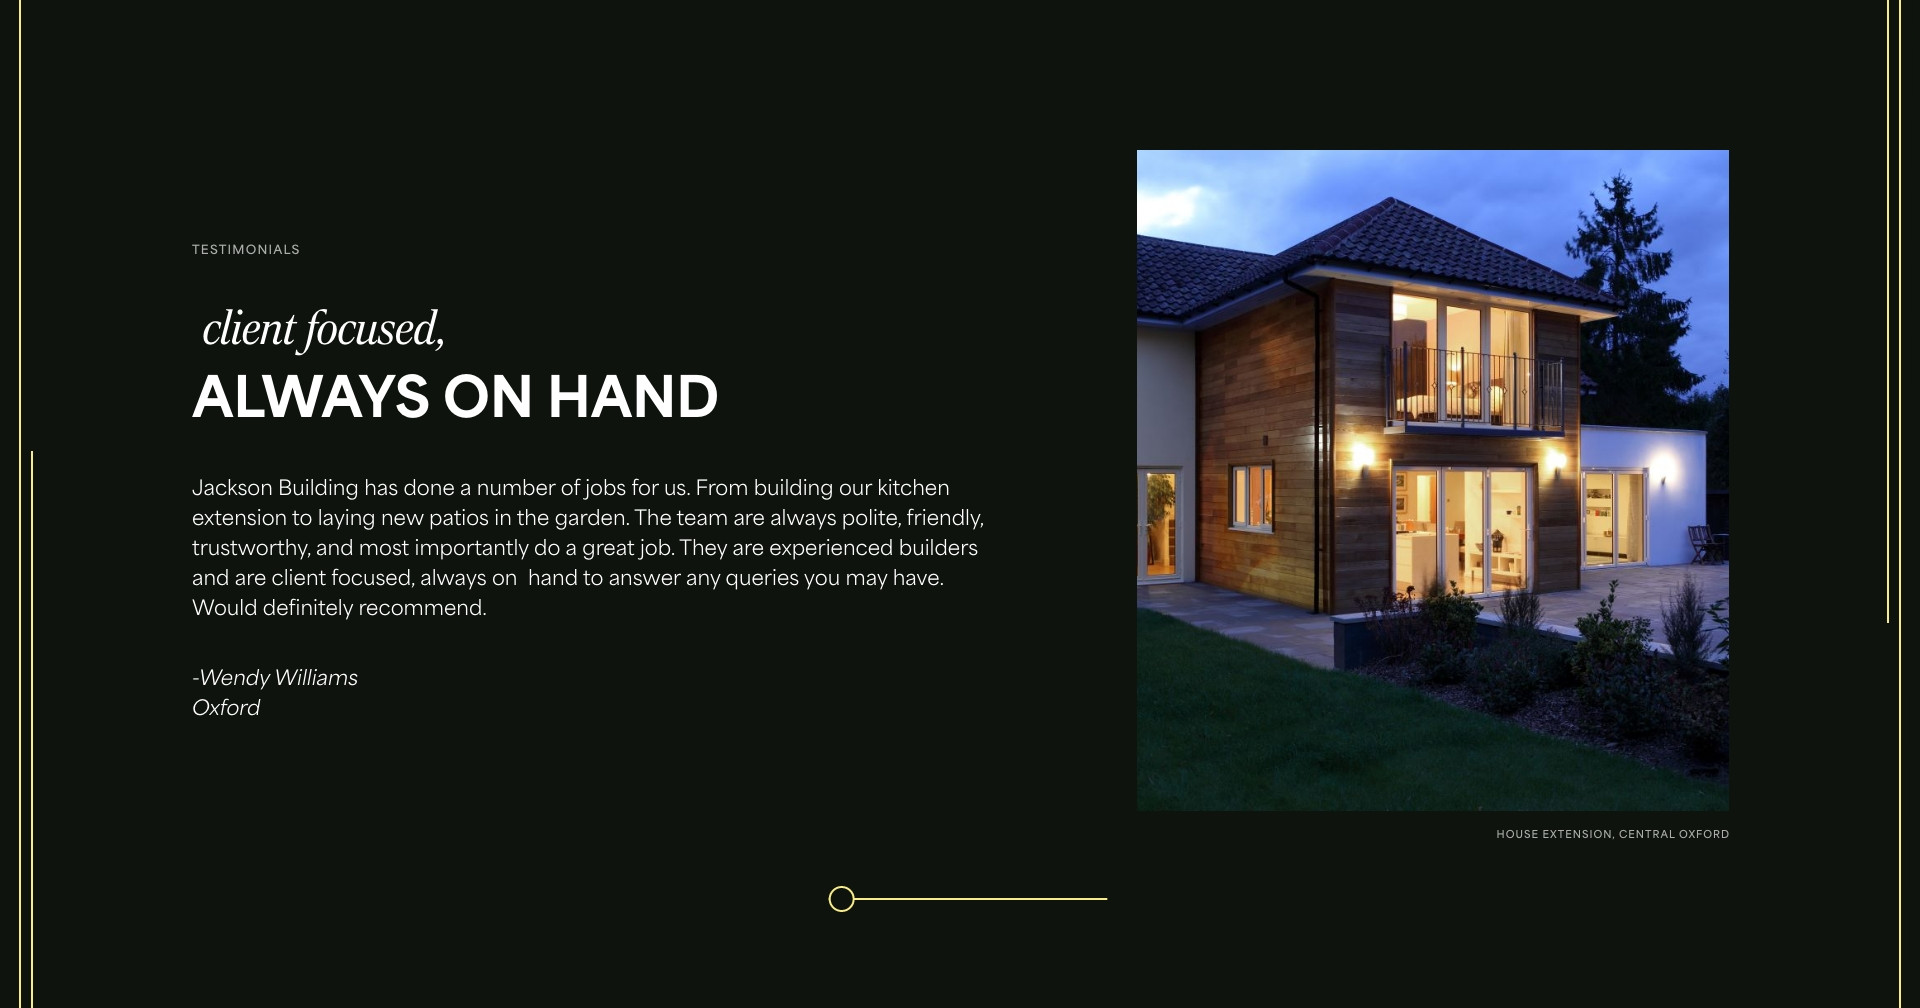 TESTIMONIALS
client focused,
ALWAYS ON HAND
Jackson Building has done a number of jobs for us. From building our kitchen
extension to laying new patios in the garden. The team are always polite, friendly,
trustworthy, and most importantly do a great job. They are experienced builders
and are client focused, always on  hand to answer any queries you may have.
Would definitely recommend.
-Wendy Williams
Oxford
HOUSE EXTENSION, CENTRAL OXFORD